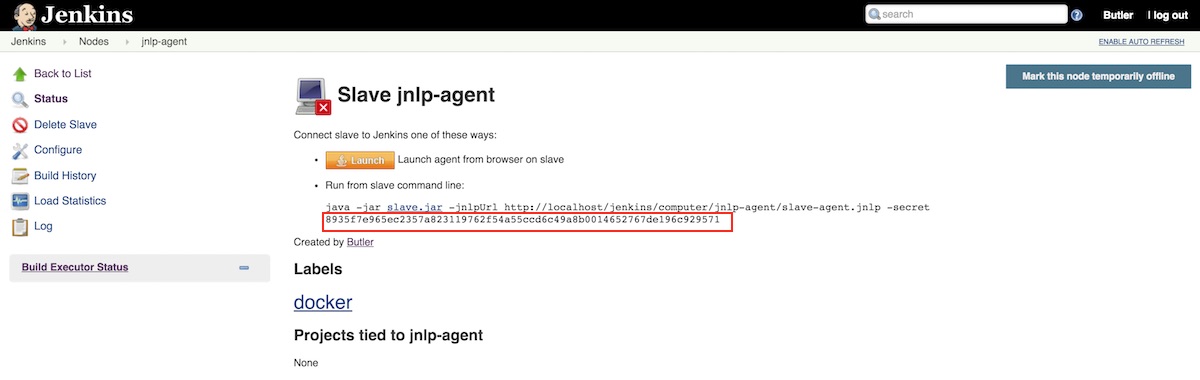 Jenkins
search
Butler
| log out
Jenkins Nodes jnlp-agent
ENABLE AUTO REFRESH
Back to List
Status
Delete Slave
Configure
Build History
Load Statistics
Log
Build Executor Status
Mark this node temporarily offline
Slave jnlp-agent
Connect slave to Jenkins one of these ways:
Launch Launch agent from browser on slave
Run from slave command line:
java -jar slave.jar -jnlpUrl http://localhost/jenkins/computer/jnlp-agent/slave-agent.jnlp -secret
8935f7e965ec2357a823119762f54a55ccd6c49a8b0014652767de196c929571
Created by Butler
Labels
docker
Projects tied to jnlp-agent
None